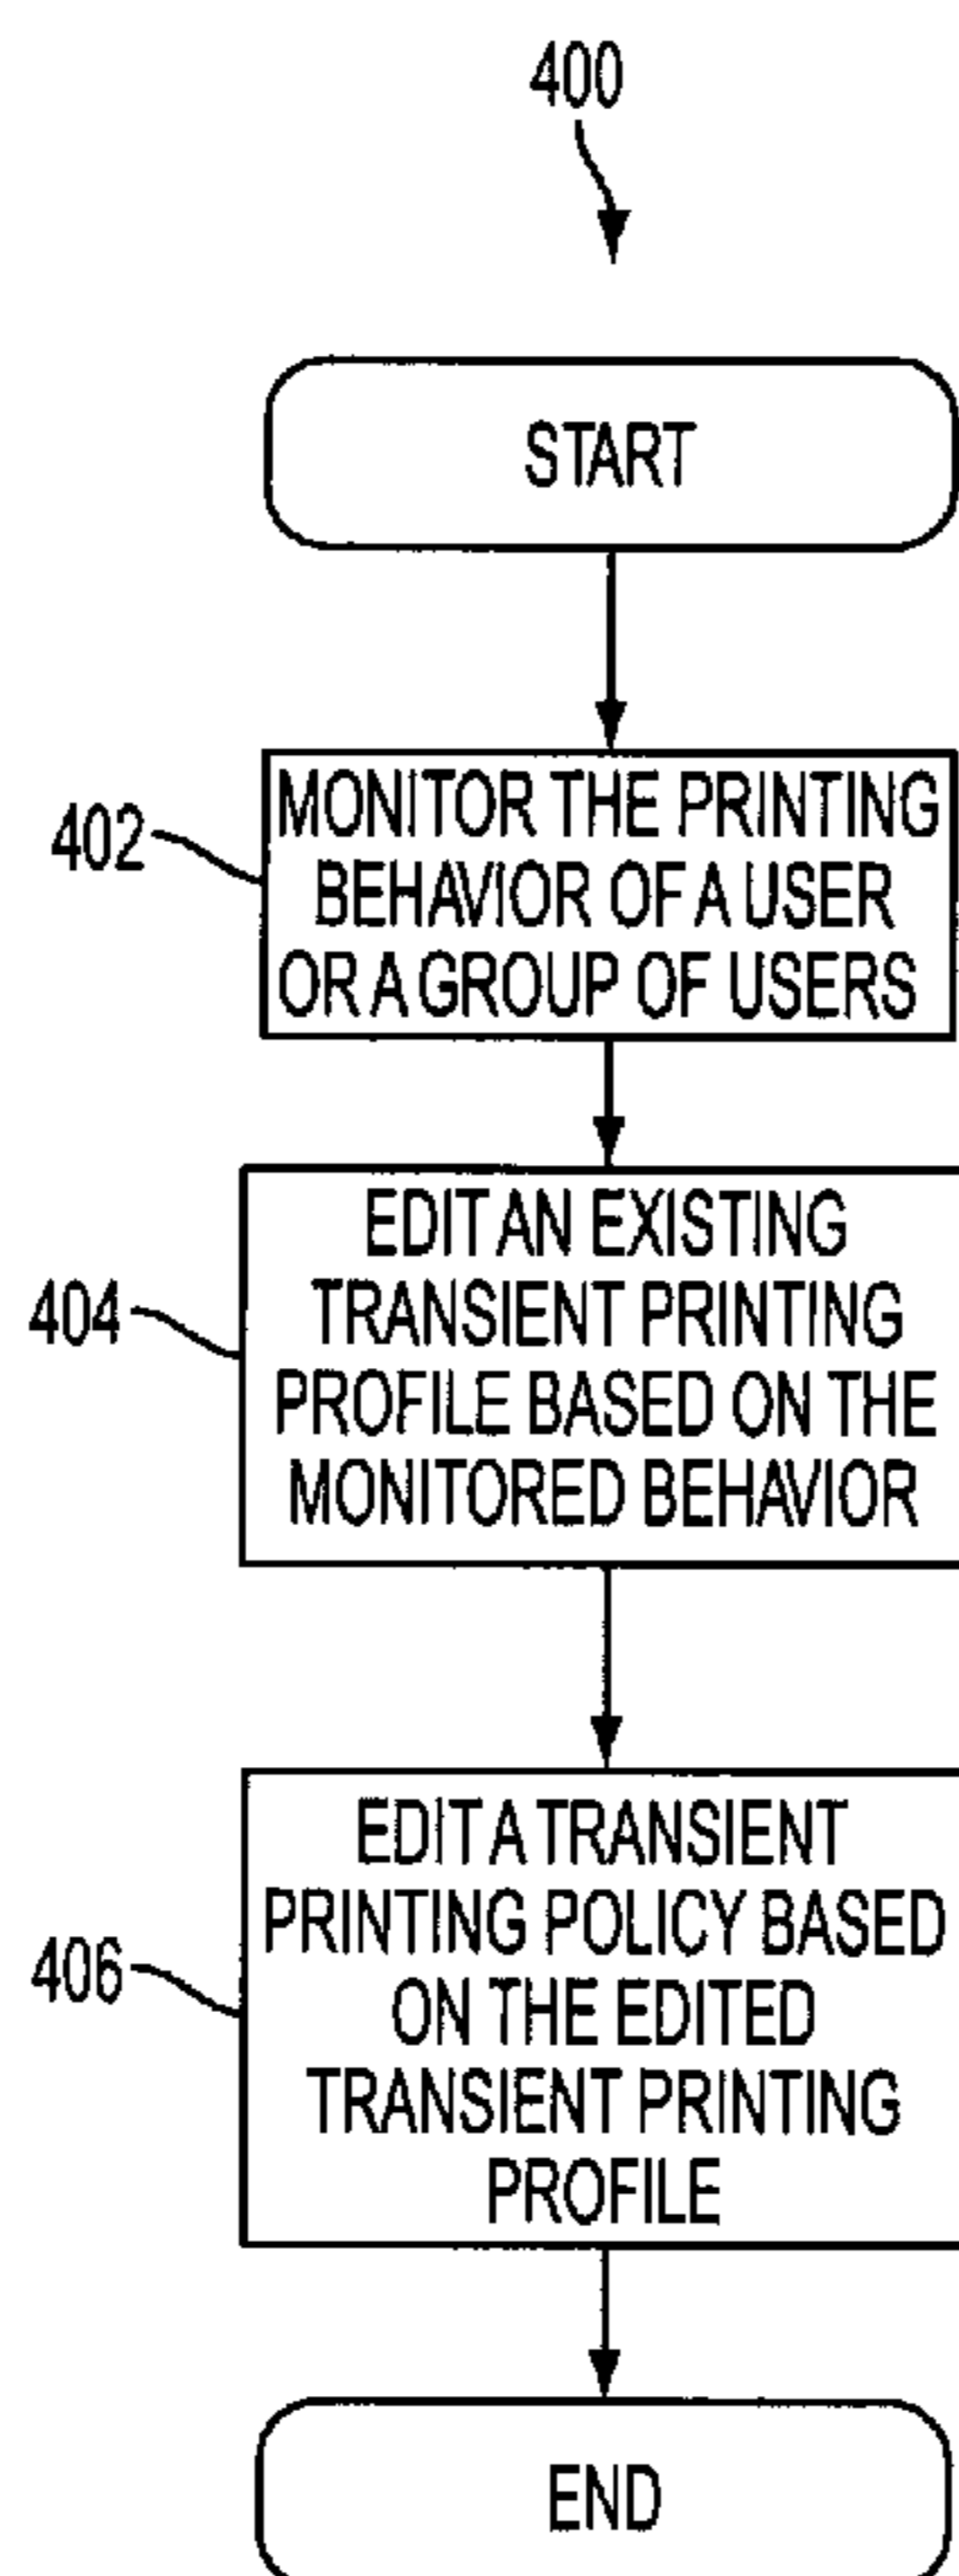 400
START
402
MONITOR THE PRINTING
BEHAVIOR OF A USER
OR A GROUP OF USERS
404
EDIT AN EXISTING
TRANSIENT PRINTING
PROFILE BASED ON THE
MONITORED BEHAVIOR
406
EDIT A TRANSIENT
PRINTING POLICY BASED
ON THE EDITED
TRANSIENT PRINTING
PROFILE
END